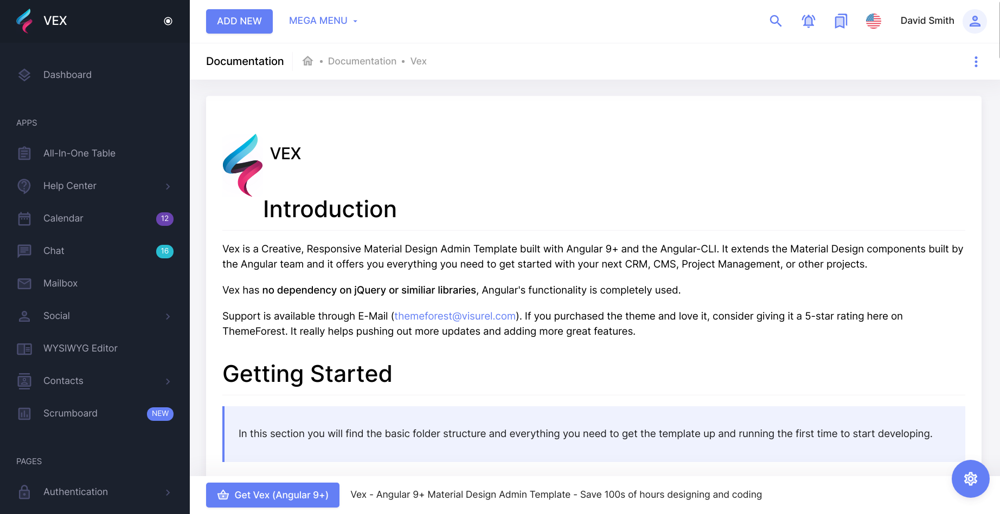 VEX
Dashboard
APPS
All-In-One Table
Help Center
Calendar
12
Chat
16
Mailbox
Social
WYSIWYG Editor
Contacts
Scrumboard
NEW
PAGES
Authentication
ADD NEW
MEGA MENU
David Smith
Documentation
Documentation • Vex
VEX
Introduction
Vex is a Creative, Responsive Material Design Admin Template built with Angular 9+ and the Angular-CLI. It extends the Material Design components built by
the Angular team and it offers you everything you need to get started with your next CRM, CMS, Project Management, or other projects.
Vex has no dependency on jQuery or similiar libraries, Angular's functionality is completely used.
Support is available through E-Mail (themeforest@visurel.com). If you purchased the theme and love it, consider giving it a 5-star rating here on
ThemeForest. It really helps pushing out more updates and adding more great features.
Getting Started
In this section you will find the basic folder structure and everything you need to get the template up and running the first time to start developing.
Get Vex (Angular 9+)
Vex - Angular 9+ Material Design Admin Template - Save 100s of hours designing and coding